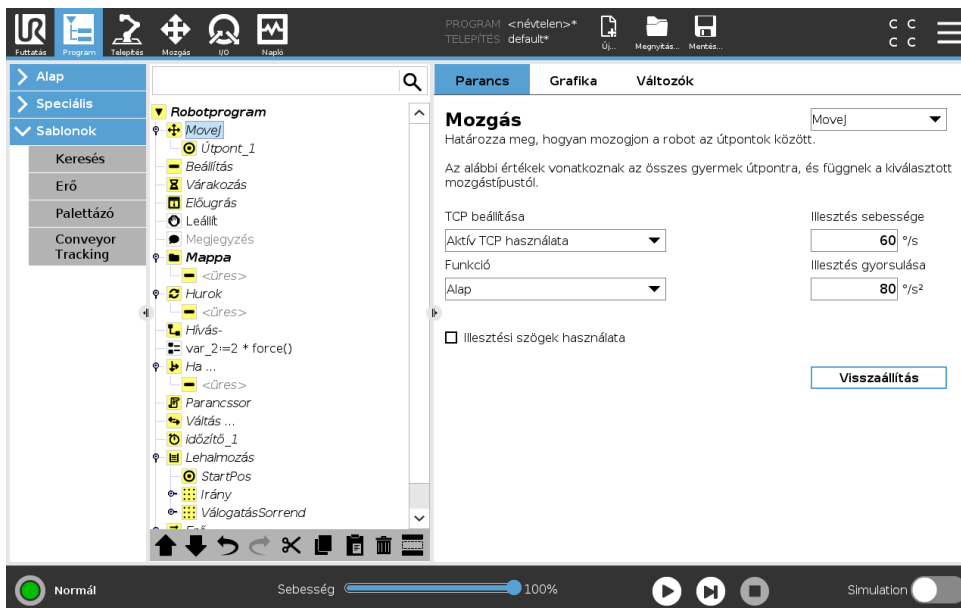 UR
PROGRAM <névtelen>*
TELEPÍTÉS default*
Futtatás Program Telepítés Mozgás I/O Napló Új... Megnyitás... Mentés...
C C
C C
Alap
Speciális
Sablonok
Keresés
Erő
Palettázó
Conveyor
Tracking
Robotprogram
MoveJ
Útpont_1
Beállítás
Várakozás
Előugrás
Leállít
Megjegyzés
Mappa
<üres>
Hurok
<üres>
Hívás-
var_2:=2 * force()
Ha ...
<üres>
Parancssor
Váltás ...
időzítő_1
Lehalmozás
StartPos
Irány
VálogatásSorrend
Erő
Parancs Grafika Változók
Mozgás MoveJ
Határozza meg, hogyan mozogjon a robot az útpontok között.
Az alábbi értékek vonatkoznak az összes gyermek útpontra, és függnek a kiválasztott
mozgástípustól.
TCP beállítása Illesztés sebessége
Aktív TCP használata 60 °/s
Funkció Illesztés gyorsulása
Alap 80 °/s²
Illesztési szögek használata
Visszaállítás
Normál Sebesség 100% Simulation